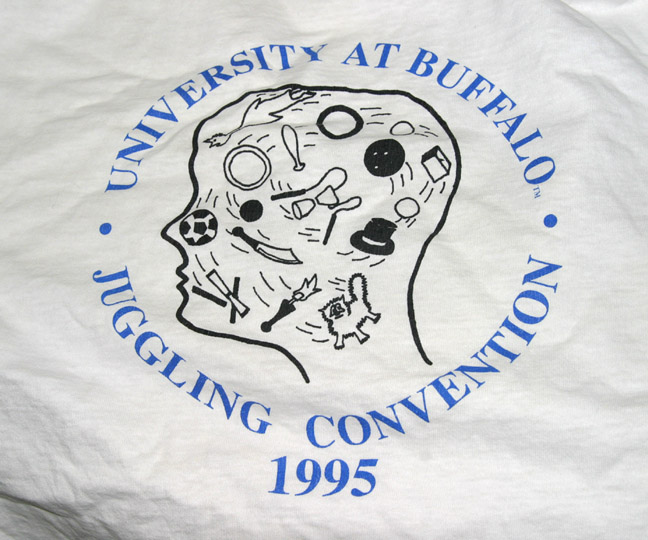 UNIVERSITY AT BUFFALO™
• JUGGLING CONVENTION •
1995